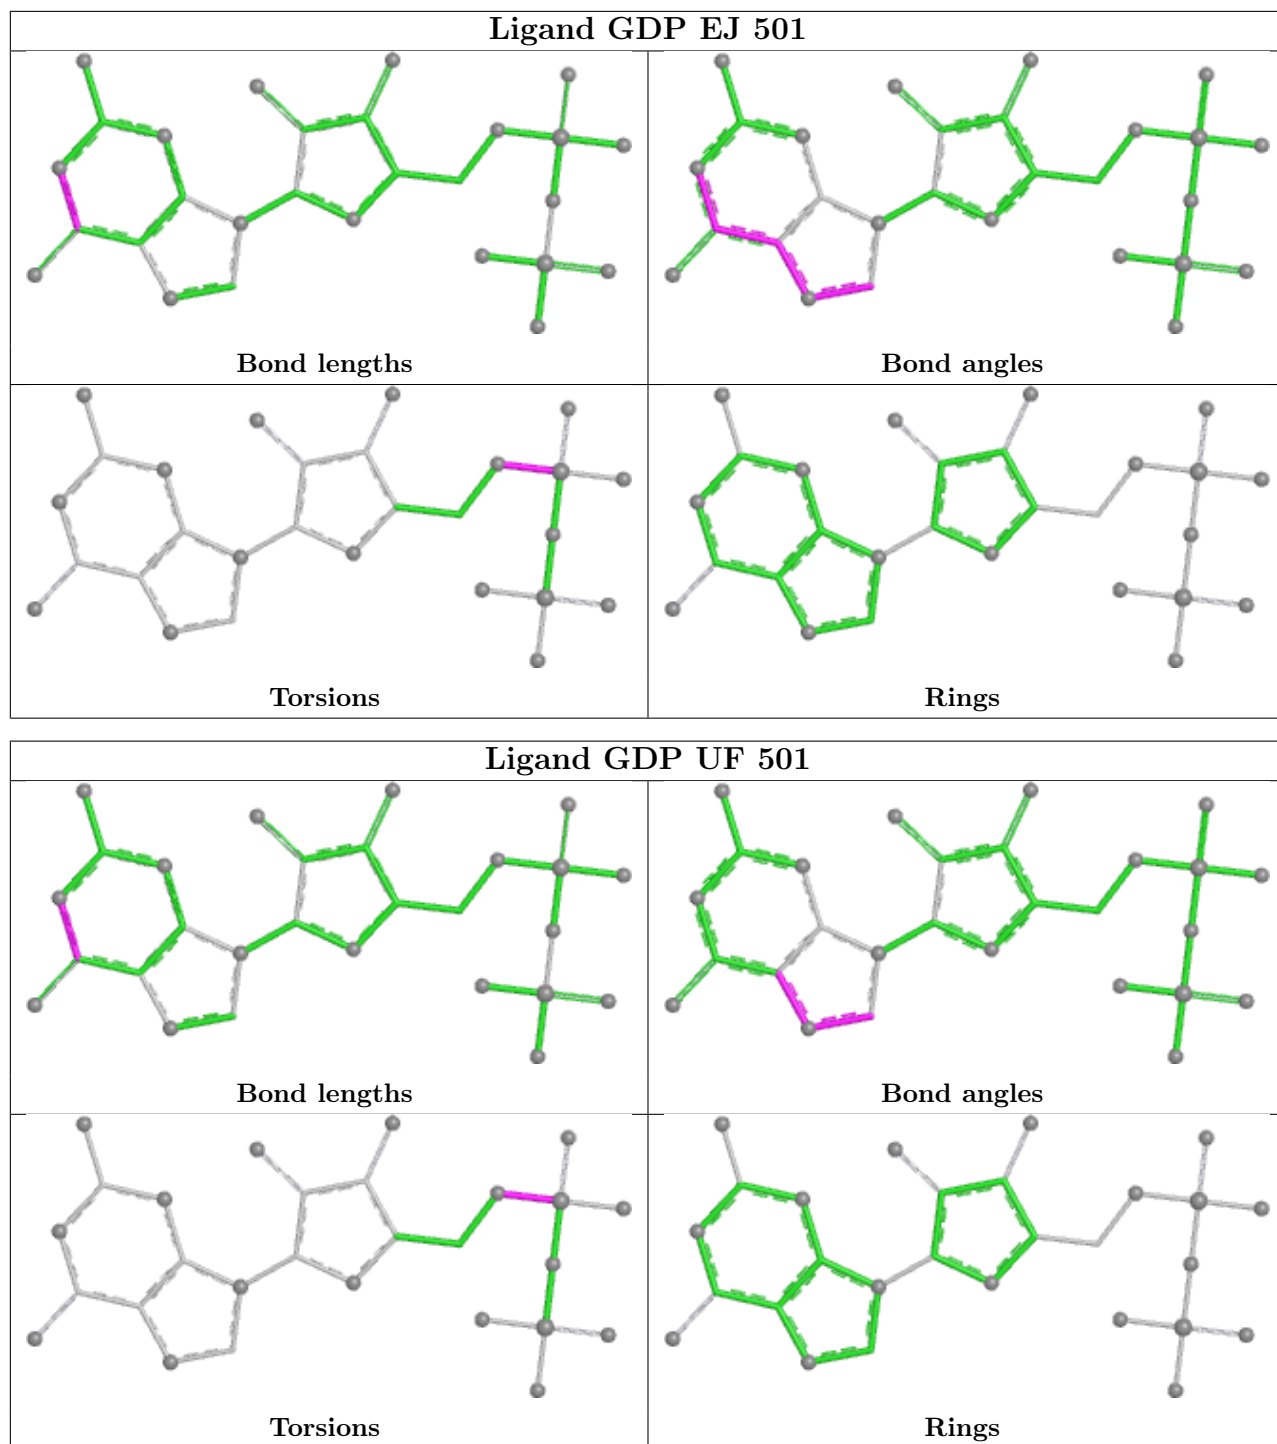 Ligand GDP EJ 501
Bond lengths
Bond angles
Torsions
Rings
Ligand GDP UF 501
Bond lengths
Bond angles
Torsions
Rings